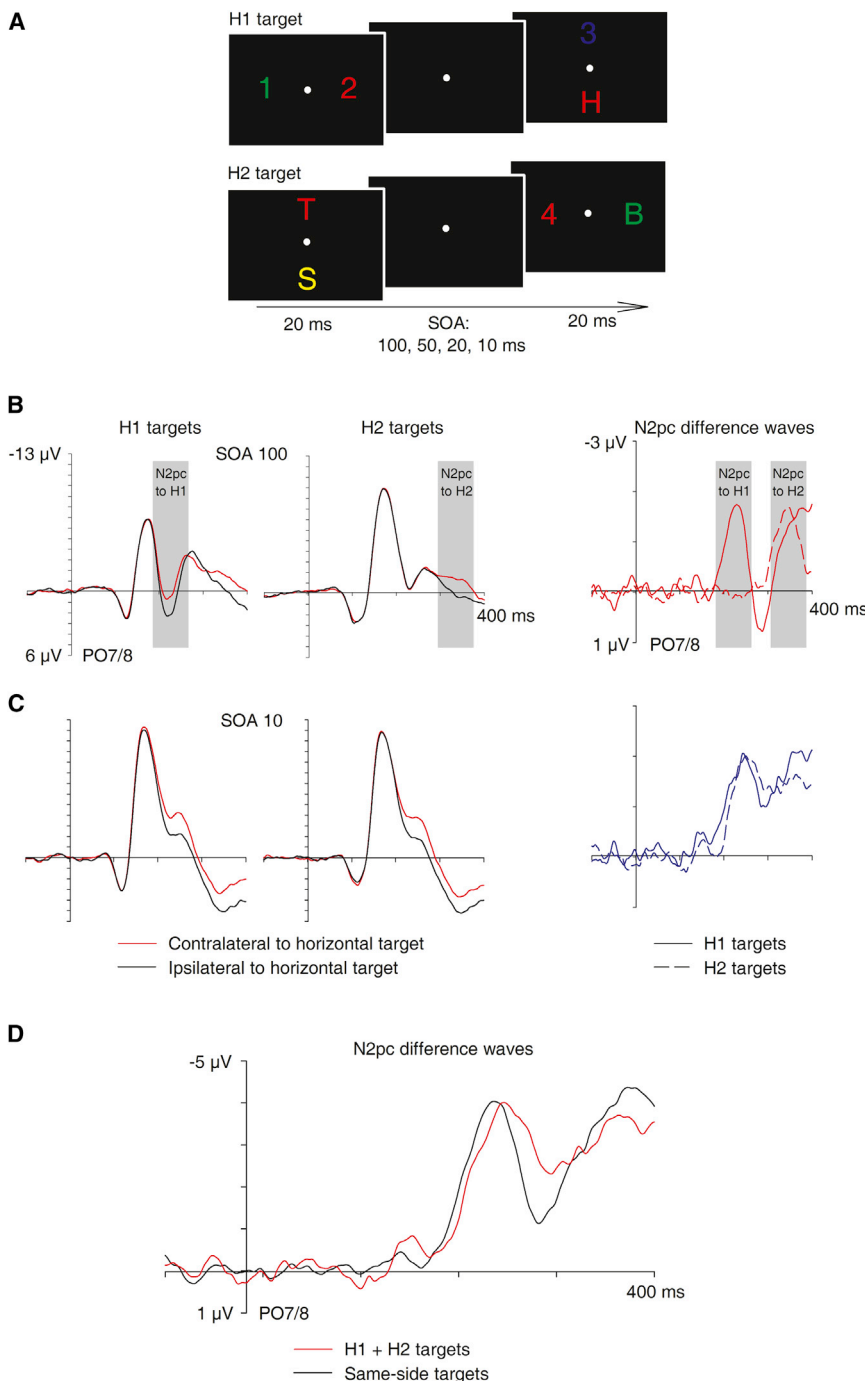 A
H1 target
1 2
3
H
H2 target
T
S
4 B
20 ms SOA: 20 ms
100, 50, 20, 10 ms
B
H1 targets H2 targets N2pc difference waves
-13 µV SOA 100 -3 µV
N2pc to H1
N2pc to H2
N2pc to H1
N2pc to H2
400 ms 400 ms
6 µV PO7/8 1 µV PO7/8
C
SOA 10
Contralateral to horizontal target
Ipsilateral to horizontal target
H1 targets
H2 targets
D
N2pc difference waves
-5 µV
400 ms
1 µV PO7/8
H1 + H2 targets
Same-side targets